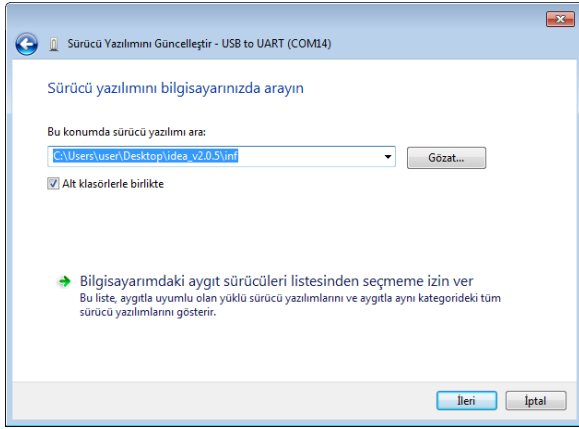 Sürücü Yazılımını Güncelleştir - USB to UART (COM14)
Sürücü yazılımını bilgisayarınızda arayın
Bu konumda sürücü yazılımı ara:
C:\Users\user\Desktop\idea_v2.0.5\inf
Gözat...
Alt klasörlerle birlikte
Bilgisayarımdaki aygıt sürücüleri listesinden seçmeme izin ver
Bu liste, aygıtla uyumlu olan yüklü sürücü yazılımlarını ve aygıtla aynı kategorideki tüm
sürücü yazılımlarını gösterir.
İleri
İptal